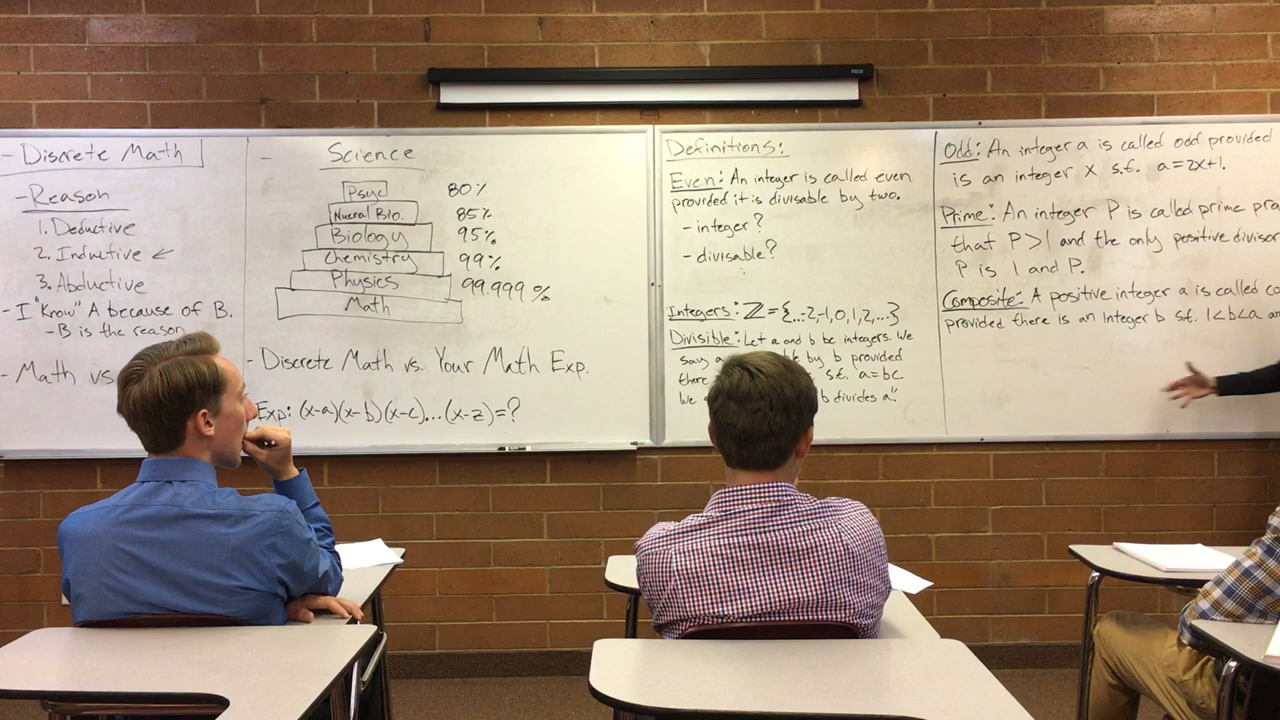 - Discrete Math
- Reason
1. Deductive
2. Inductive ←
3. Abductive
- I "Know" A because of B.
- B is the reason
- Math vs
- Science
Psyc 80%
Nueral Bio. 85%
Biology 95%
Chemistry 99%
Physics 99.999%
Math
- Discrete Math vs. Your Math Exp.
Exp: (x-a)(x-b)(x-c)...(x-z)=?
Definitions:
Even: An integer is called even
provided it is divisable by two.
- integer?
- divisable?
Integers: ℤ = {...-2,-1,0,1,2,...}
Divisible: Let a and b be integers. We
say a by b provided
there s.t. a=bc.
We b divides a".
Odd: An integer a is called odd provided
is an integer x s.t. a=2x+1.
Prime: An integer P is called prime
that P>1 and the only positive
P is 1 and P.
Composite: A positive integer a is called
provided there is an Integer b s.t. 1<b<a